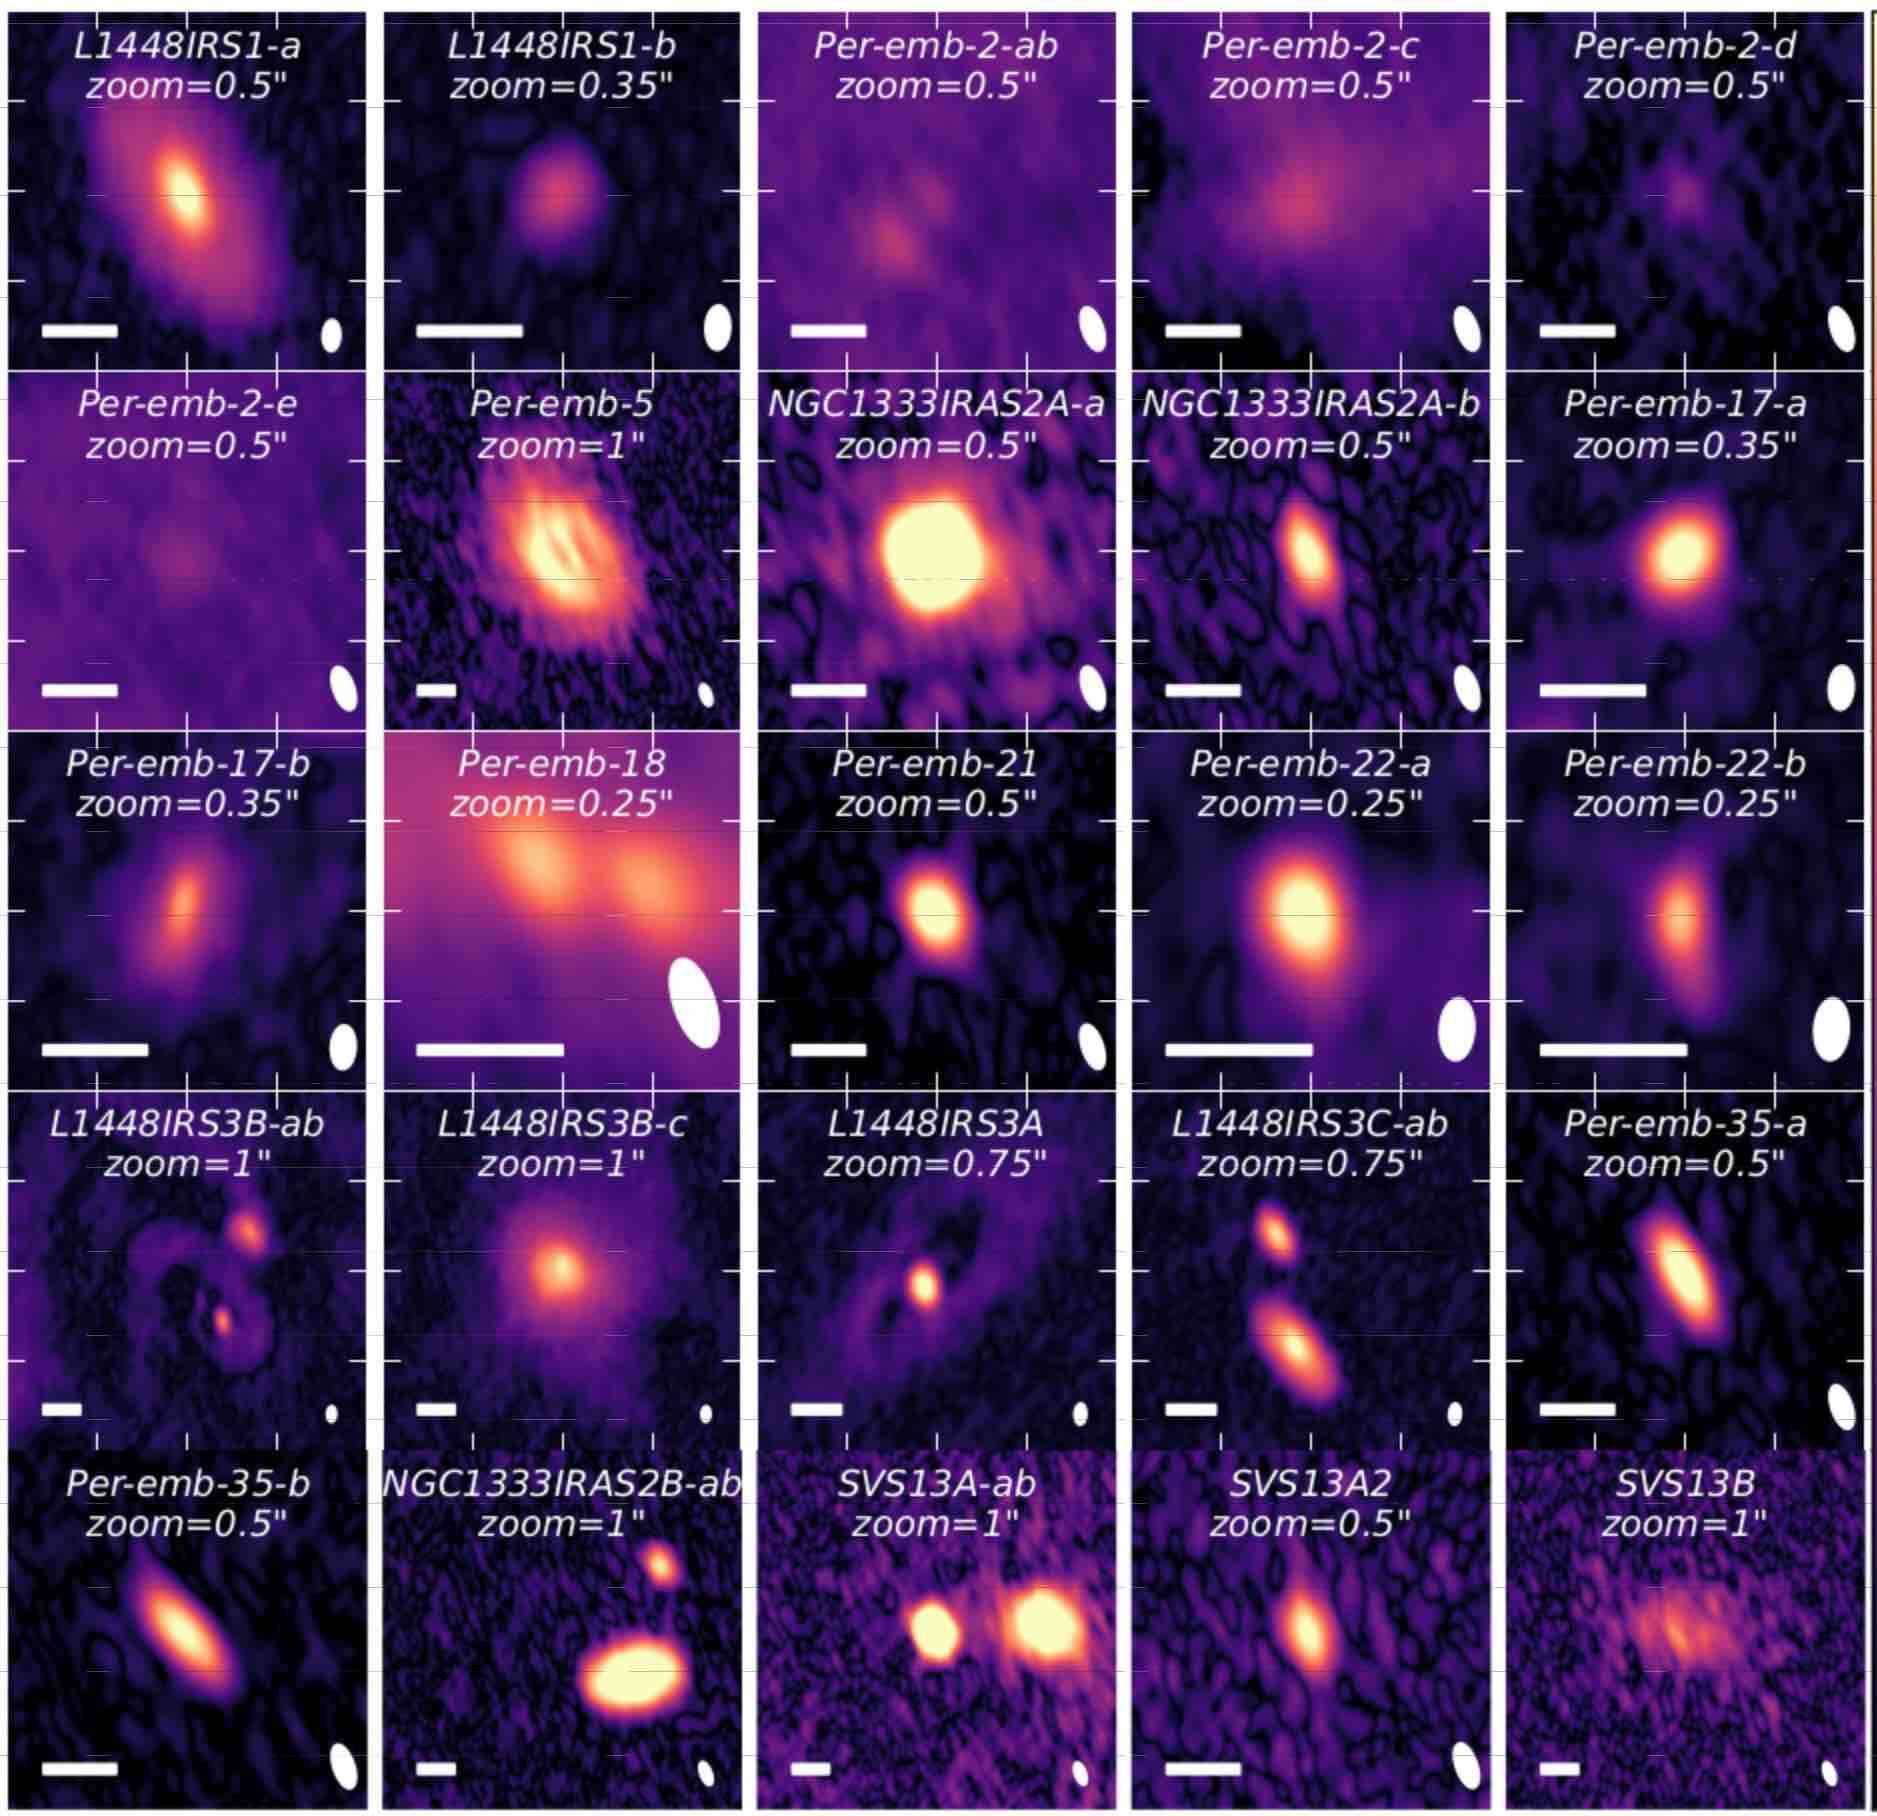 L1448IRS1-a
zoom=0.5"
L1448IRS1-b
zoom=0.35"
Per-emb-2-ab
zoom=0.5"
Per-emb-2-c
zoom=0.5"
Per-emb-2-d
zoom=0.5"
Per-emb-2-e
zoom=0.5"
Per-emb-5
zoom=1"
NGC1333IRAS2A-a
zoom=0.5"
NGC1333IRAS2A-b
zoom=0.5"
Per-emb-17-a
zoom=0.35"
Per-emb-17-b
zoom=0.35"
Per-emb-18
zoom=0.25"
Per-emb-21
zoom=0.5"
Per-emb-22-a
zoom=0.25"
Per-emb-22-b
zoom=0.25"
L1448IRS3B-ab
zoom=1"
L1448IRS3B-c
zoom=1"
L1448IRS3A
zoom=0.75"
L1448IRS3C-ab
zoom=0.75"
Per-emb-35-a
zoom=0.5"
Per-emb-35-b
zoom=0.5"
NGC1333IRAS2B-ab
zoom=1"
SVS13A-ab
zoom=1"
SVS13A2
zoom=0.5"
SVS13B
zoom=1"